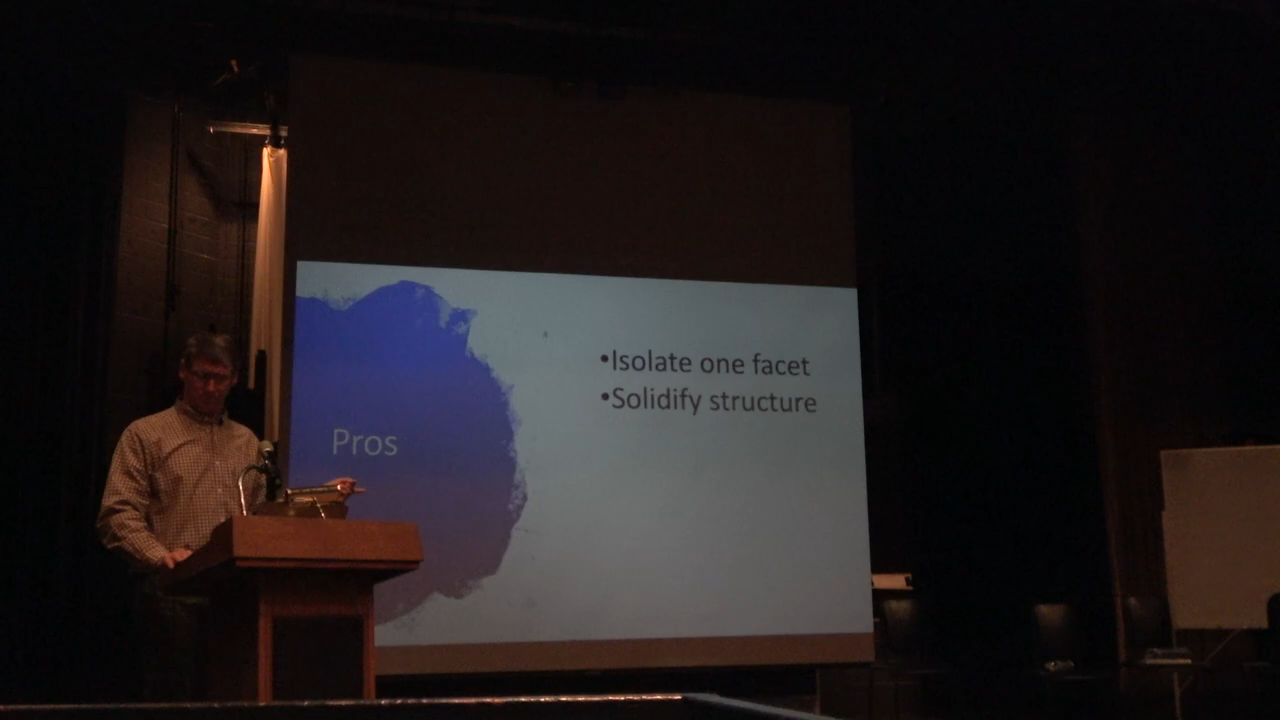 Pros
•Isolate one facet
•Solidify structure